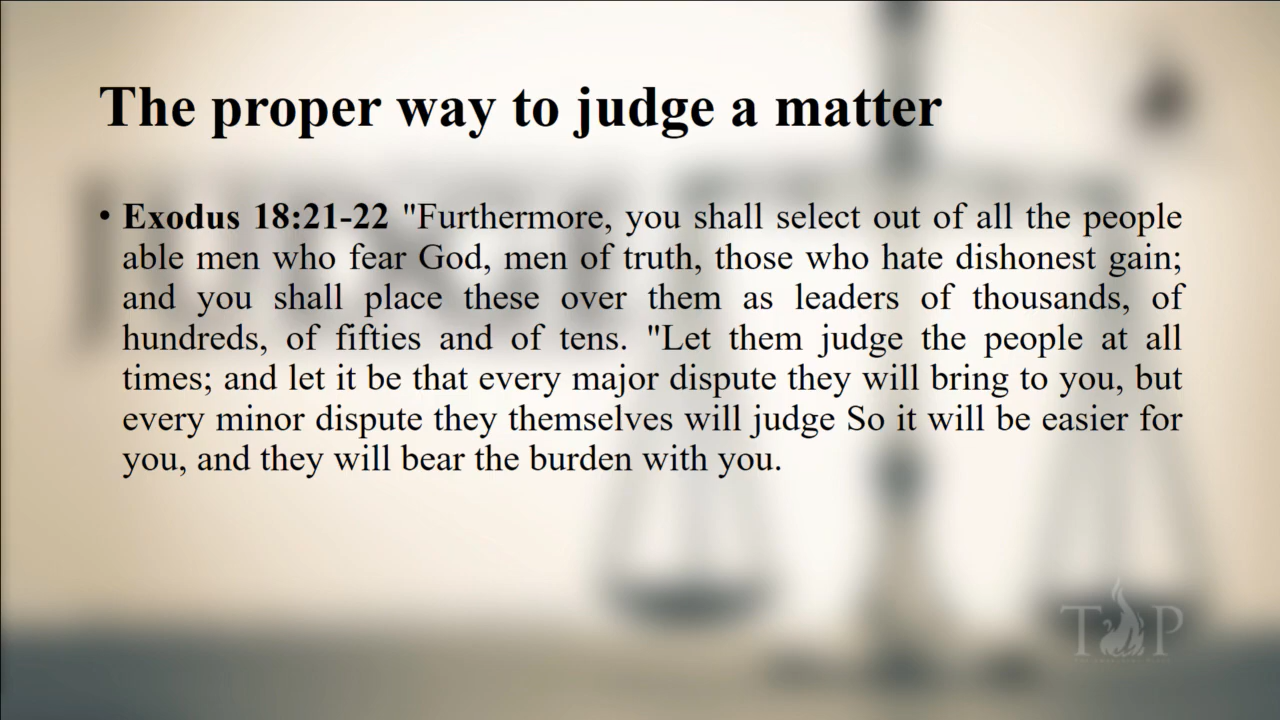 The proper way to judge a matter
• Exodus 18:21-22 "Furthermore, you shall select out of all the people
able men who fear God, men of truth, those who hate dishonest gain;
and you shall place these over them as leaders of thousands, of
hundreds, of fifties and of tens. "Let them judge the people at all
times; and let it be that every major dispute they will bring to you, but
every minor dispute they themselves will judge So it will be easier for
you, and they will bear the burden with you.
T P